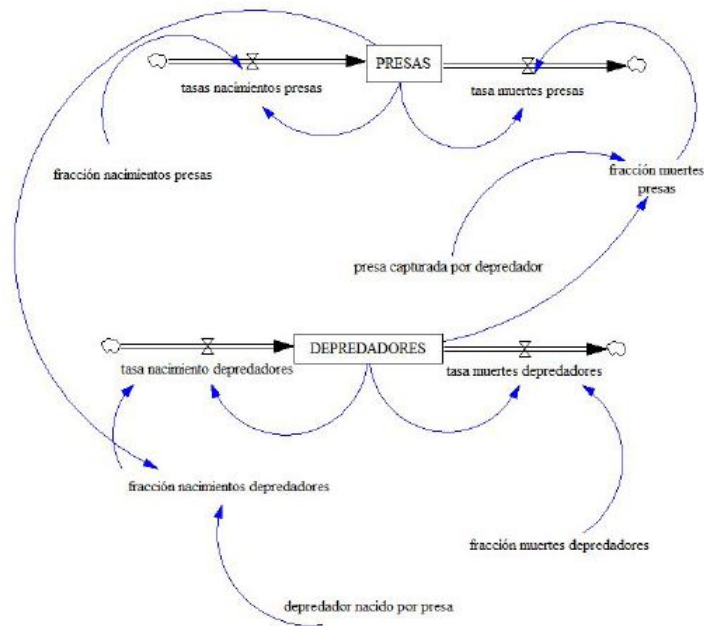 PRESAS
tasas nacimientos presas
tasa muertes presas
fracción nacimientos presas
fracción muertes
presas
presa capturada por depredador
DEPREDADORES
tasa nacimiento depredadores
tasa muertes depredadores
fracción nacimientos depredadores
fracción muertes depredadores
depredador nacido por presa